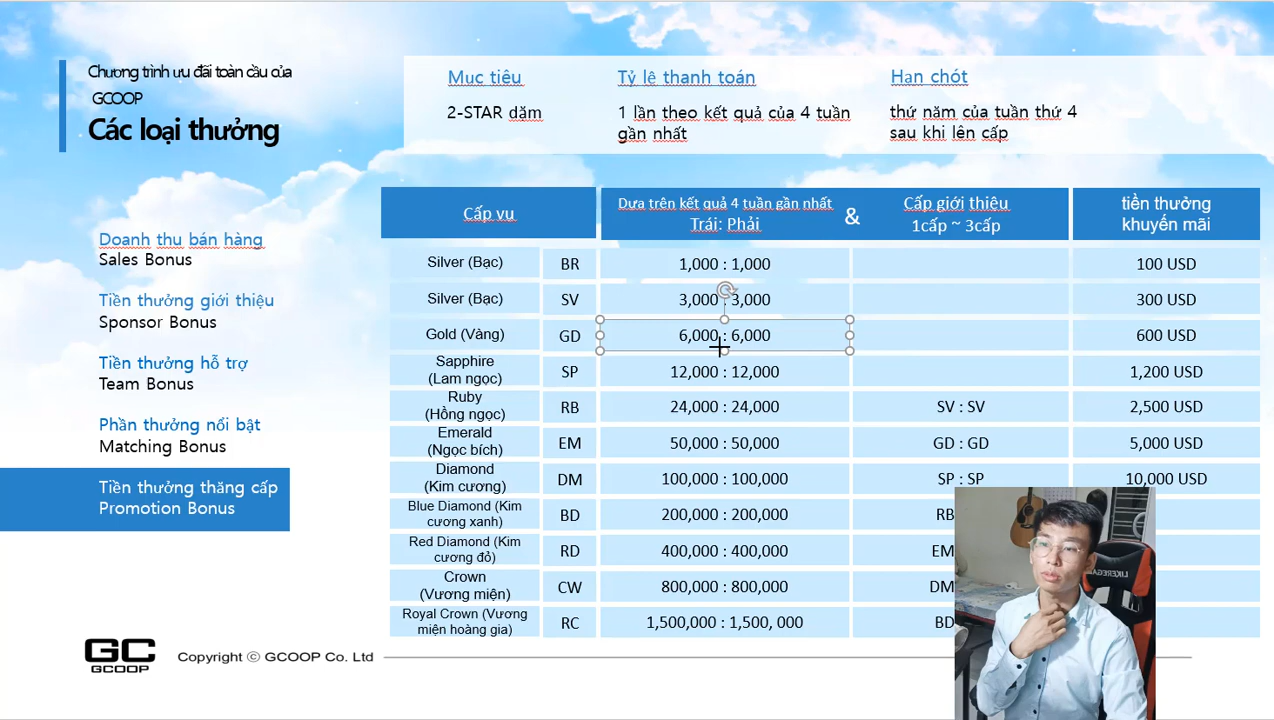 Chương trình ưu đãi toàn cầu của
GCOOP
Các loại thưởng
Mục tiêu
2-STAR dặm
Tỷ lệ thanh toán
1 lần theo kết quả của 4 tuần
gần nhất
Hạn chót
thứ năm của tuần thứ 4
sau khi lên cấp
Doanh thu bán hàng
Sales Bonus
Tiền thưởng giới thiệu
Sponsor Bonus
Tiền thưởng hỗ trợ
Team Bonus
Phần thưởng nổi bật
Matching Bonus
Tiền thưởng thăng cấp
Promotion Bonus
Cấp vụ
Dựa trên kết quả 4 tuần gần nhất
Trái: Phải
&
Cấp giới thiệu
1cấp ~ 3cấp
tiền thưởng
khuyến mãi
Silver (Bạc) BR 1,000 : 1,000 100 USD
Silver (Bạc) SV 3,000 : 3,000 300 USD
Gold (Vàng) GD 6,000 : 6,000 600 USD
Sapphire
(Lam ngọc) SP 12,000 : 12,000 1,200 USD
Ruby
(Hồng ngọc) RB 24,000 : 24,000 SV : SV 2,500 USD
Emerald
(Ngọc bích) EM 50,000 : 50,000 GD : GD 5,000 USD
Diamond
(Kim cương) DM 100,000 : 100,000 SP : SP 10,000 USD
Blue Diamond (Kim
cương xanh) BD 200,000 : 200,000 RB
Red Diamond (Kim
cương đỏ) RD 400,000 : 400,000 EM
Crown
(Vương miện) CW 800,000 : 800,000 DM
Royal Crown (Vương
miện hoàng gia) RC 1,500,000 : 1,500, 000 BD
GC
GCOOP
Copyright ⓒ GCOOP Co. Ltd